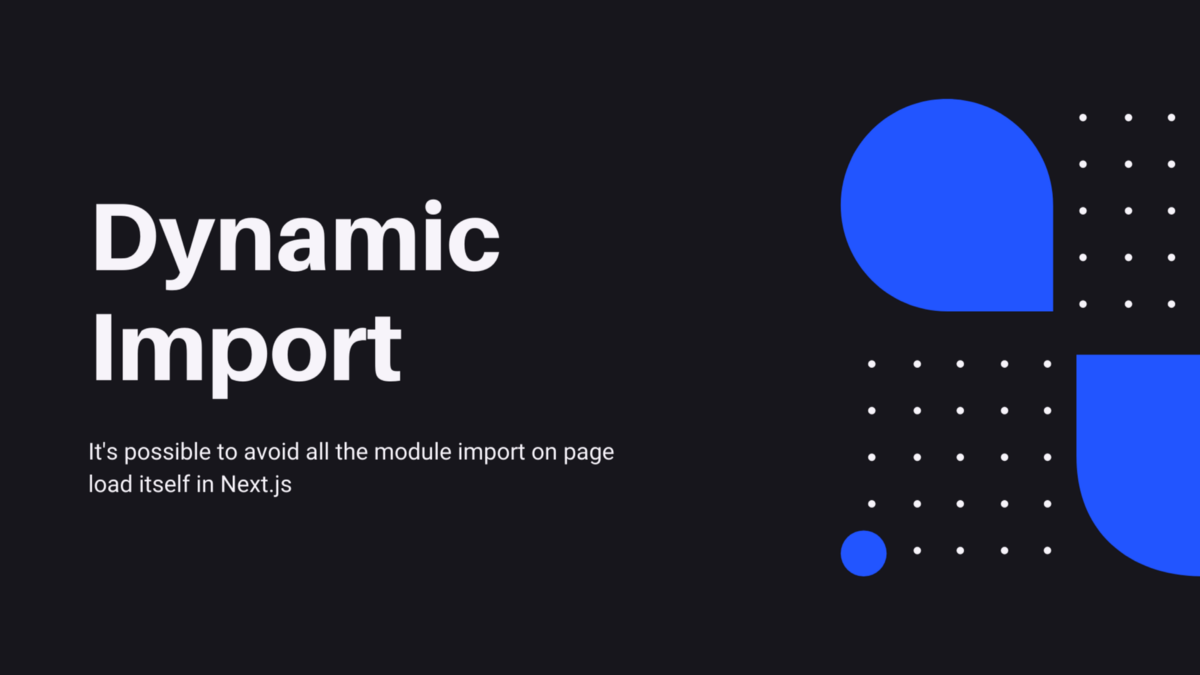 Dynamic
Import
It's possible to avoid all the module import on page
load itself in Next.js